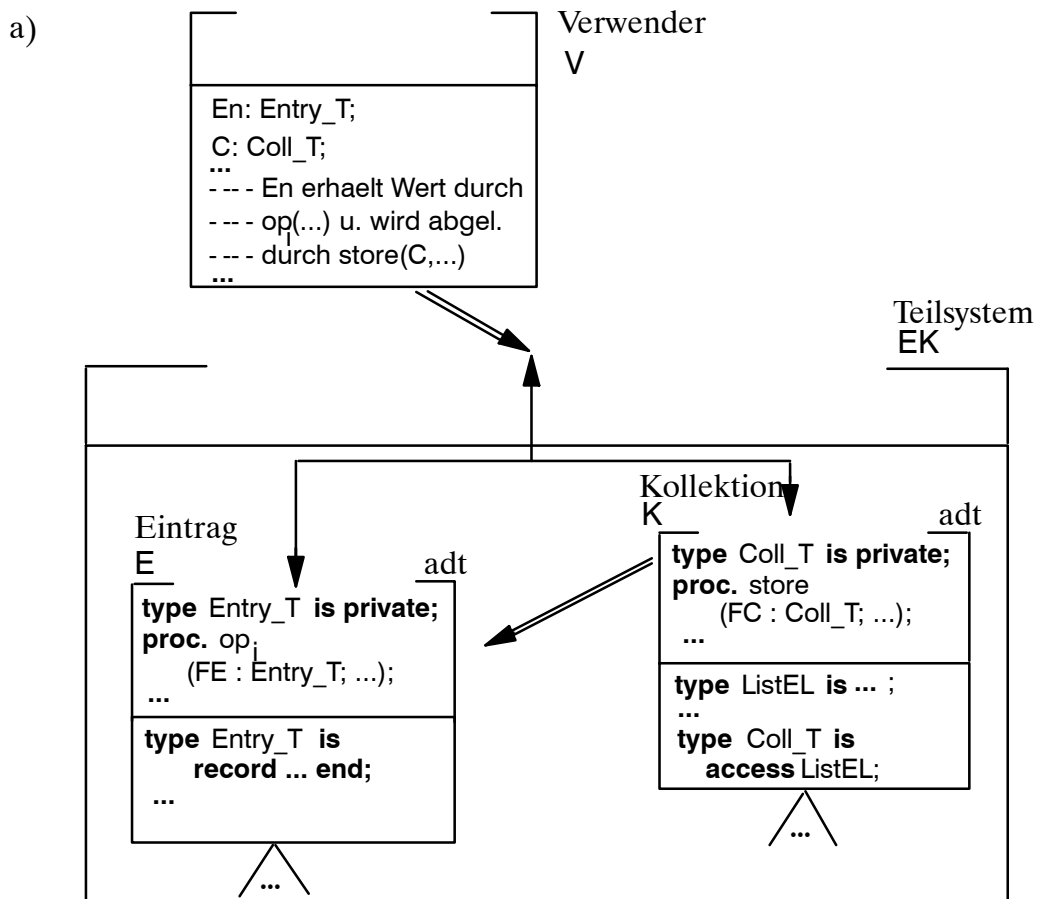 a)
Verwender
V
En: Entry_T;
C: Coll_T;
...
- -- - En erhaelt Wert durch
- -- - opi(...) u. wird abgel.
- -- - durch store(C,...)
...
Teilsystem
EK
Eintrag
E
adt
type Entry_T is private;
proc. opi
(FE : Entry_T; ...);
...
type Entry_T is
record ... end;
...
...
Kollektion
K
adt
type Coll_T is private;
proc. store
(FC : Coll_T; ...);
...
type ListEL is ... ;
...
type Coll_T is
access ListEL;
...